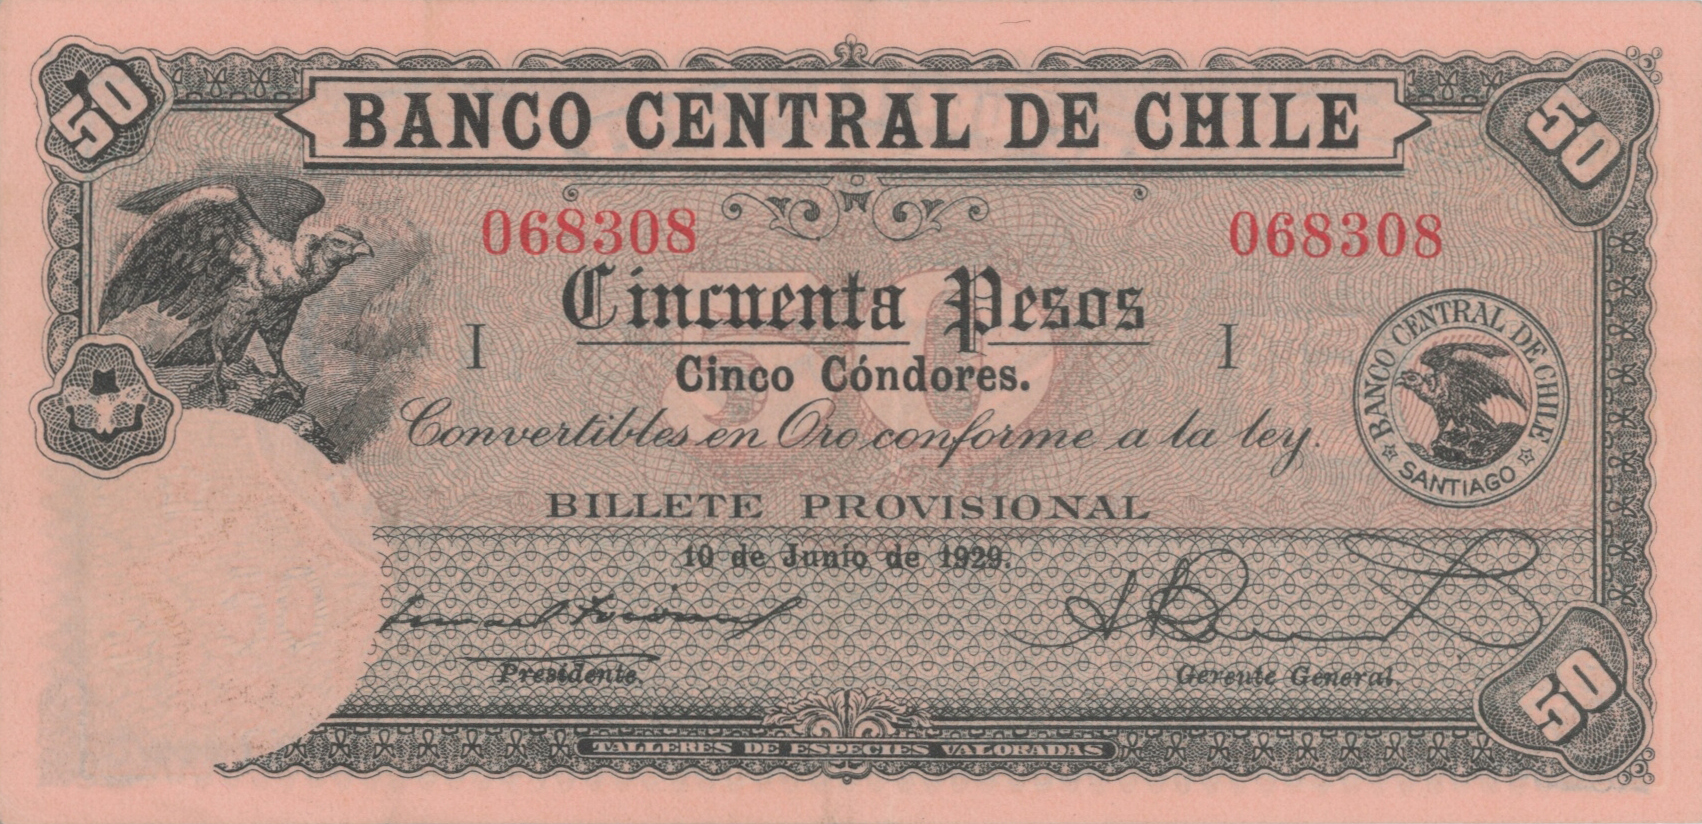 50 50
BANCO CENTRAL DE CHILE
068308 068308
50
Cincuenta Pesos
I I
Cinco Cóndores.
Convertibles en Oro conforme a la ley.
BANCO CENTRAL DE CHILE
SANTIAGO
BILLETE PROVISIONAL
10 de Junio de 1929.
Presidente. Gerente General.
50
50
TALLERES DE ESPECIES VALORADAS